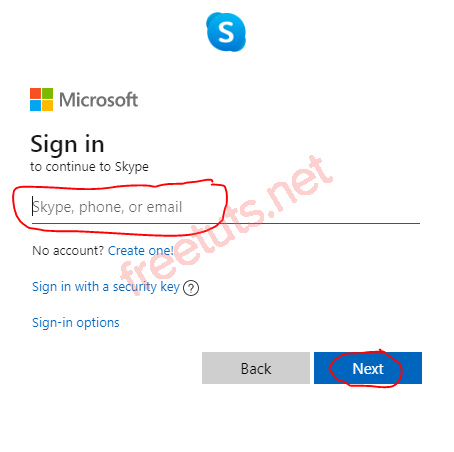 S
Microsoft
Sign in
to continue to Skype
Skype, phone, or email
freetuts.net
No account? Create one!
Sign in with a security key ?
Sign-in options
Back
Next